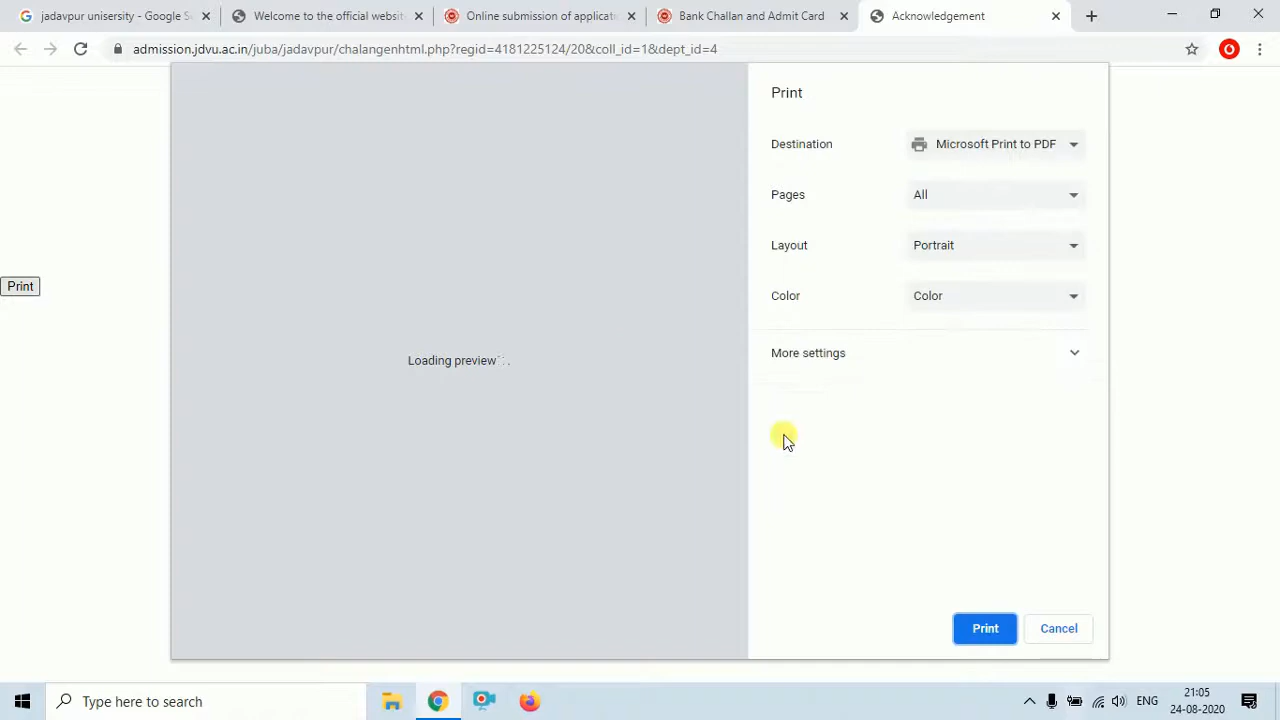 jadavpur unisersity - Google S
Welcome to the official websit
Online submission of applicat
Bank Challan and Admit Card
Acknowledgement
admission.jdvu.ac.in/juba/jadavpur/chalangenhtml.php?regid=4181225124/20&coll_id=1&dept_id=4
Print
Destination
Microsoft Print to PDF
Pages
All
Layout
Portrait
Print
Color
Color
More settings
Loading preview
Print
Cancel
Type here to search
ENG
21:05
24-08-2020